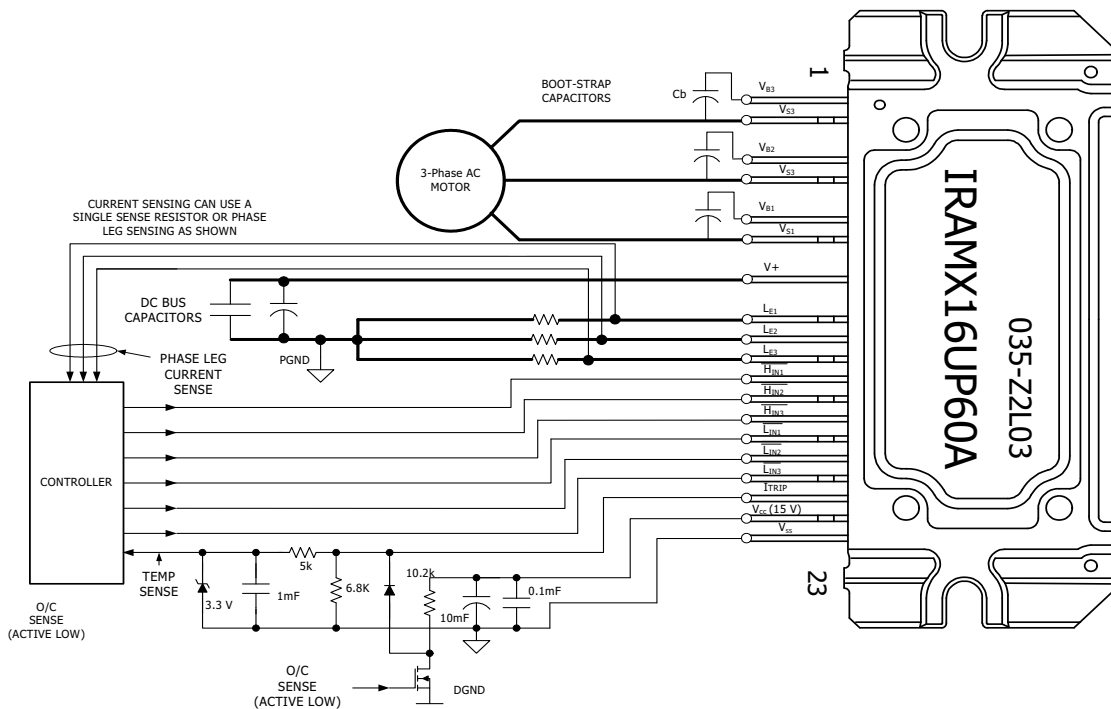 1
BOOT-STRAP
CAPACITORS
Cb
VB3
VS3
3-Phase AC
MOTOR
VB2
VS3
CURRENT SENSING CAN USE A
SINGLE SENSE RESISTOR OR PHASE
LEG SENSING AS SHOWN
VB1
VS1
V+
DC BUS
CAPACITORS
LE1
LE2
LE3
PGND
PHASE LEG
CURRENT
SENSE
HIN1
HIN2
HIN3
LIN1
LIN2
LIN3
ITRIP
VCC (15 V)
VSS
CONTROLLER
TEMP
SENSE
5k
6.8K
10.2k
3.3 V
1mF
10mF
0.1mF
23
O/C
SENSE
(ACTIVE LOW)
O/C
SENSE
(ACTIVE LOW)
DGND
IRAMX16UP60A
035-Z2L03